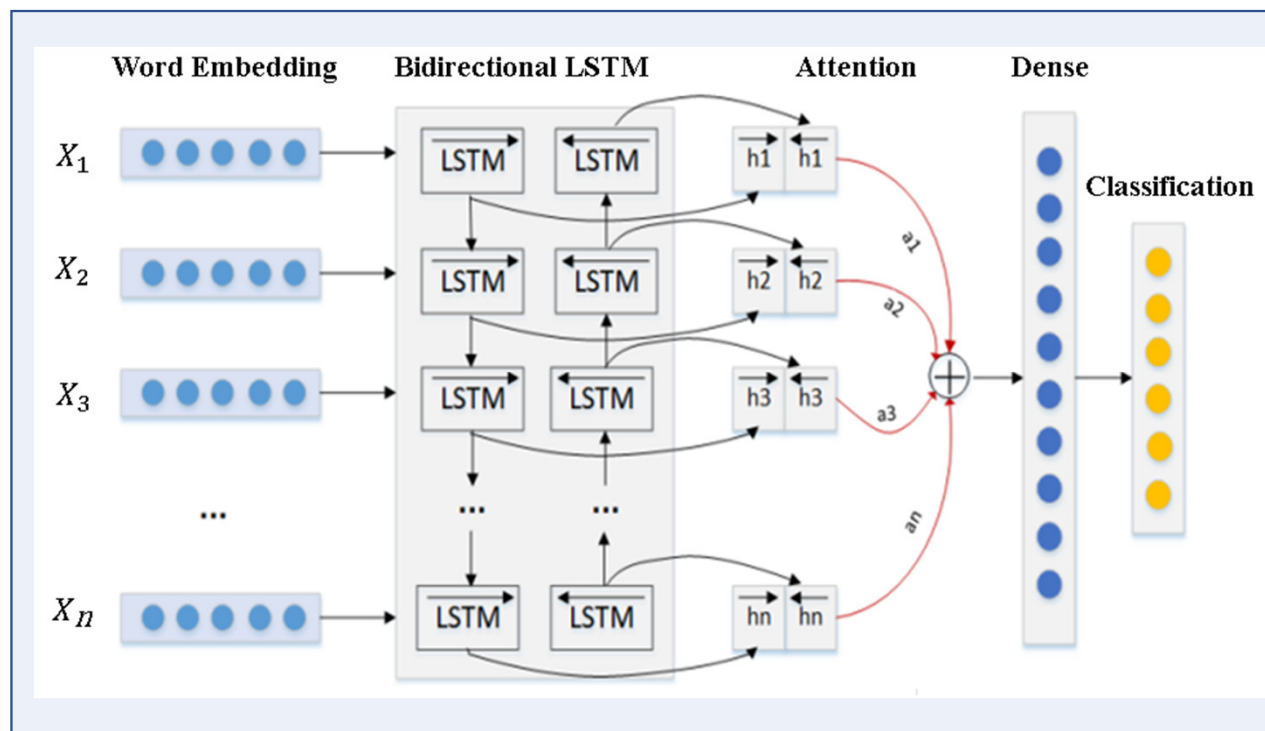 Word Embedding Bidirectional LSTM Attention Dense
X1 LSTM LSTM h1 h1
a1
Classification
X2 LSTM LSTM h2 h2
a2
X3 LSTM LSTM h3 h3
a3
... ... ...
an
Xn LSTM LSTM hn hn